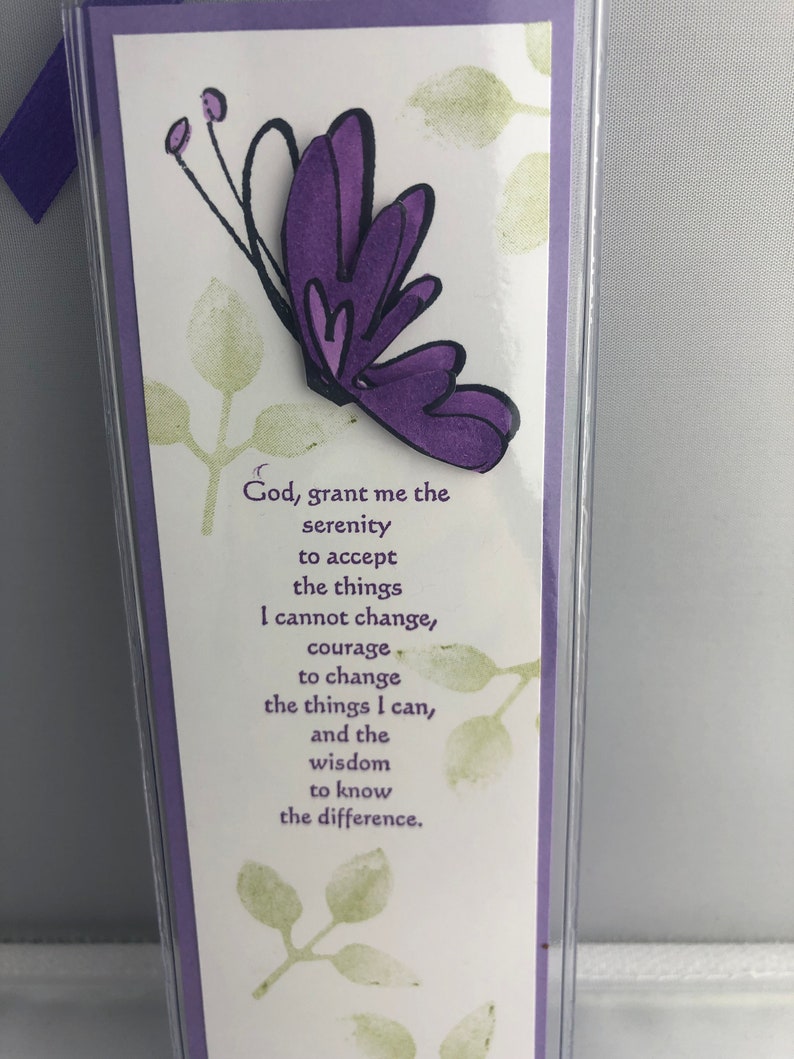 God, grant me the
serenity
to accept
the things
I cannot change,
courage
to change
the things I can,
and the
wisdom
to know
the difference.